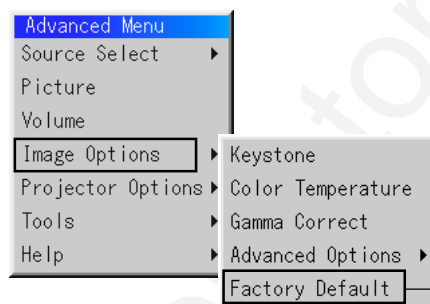 Advanced Menu
Source Select
Picture
Volume
Image Options
Projector Options
Tools
Help
Keystone
Color Temperature
Gamma Correct
Advanced Options
Factory Default